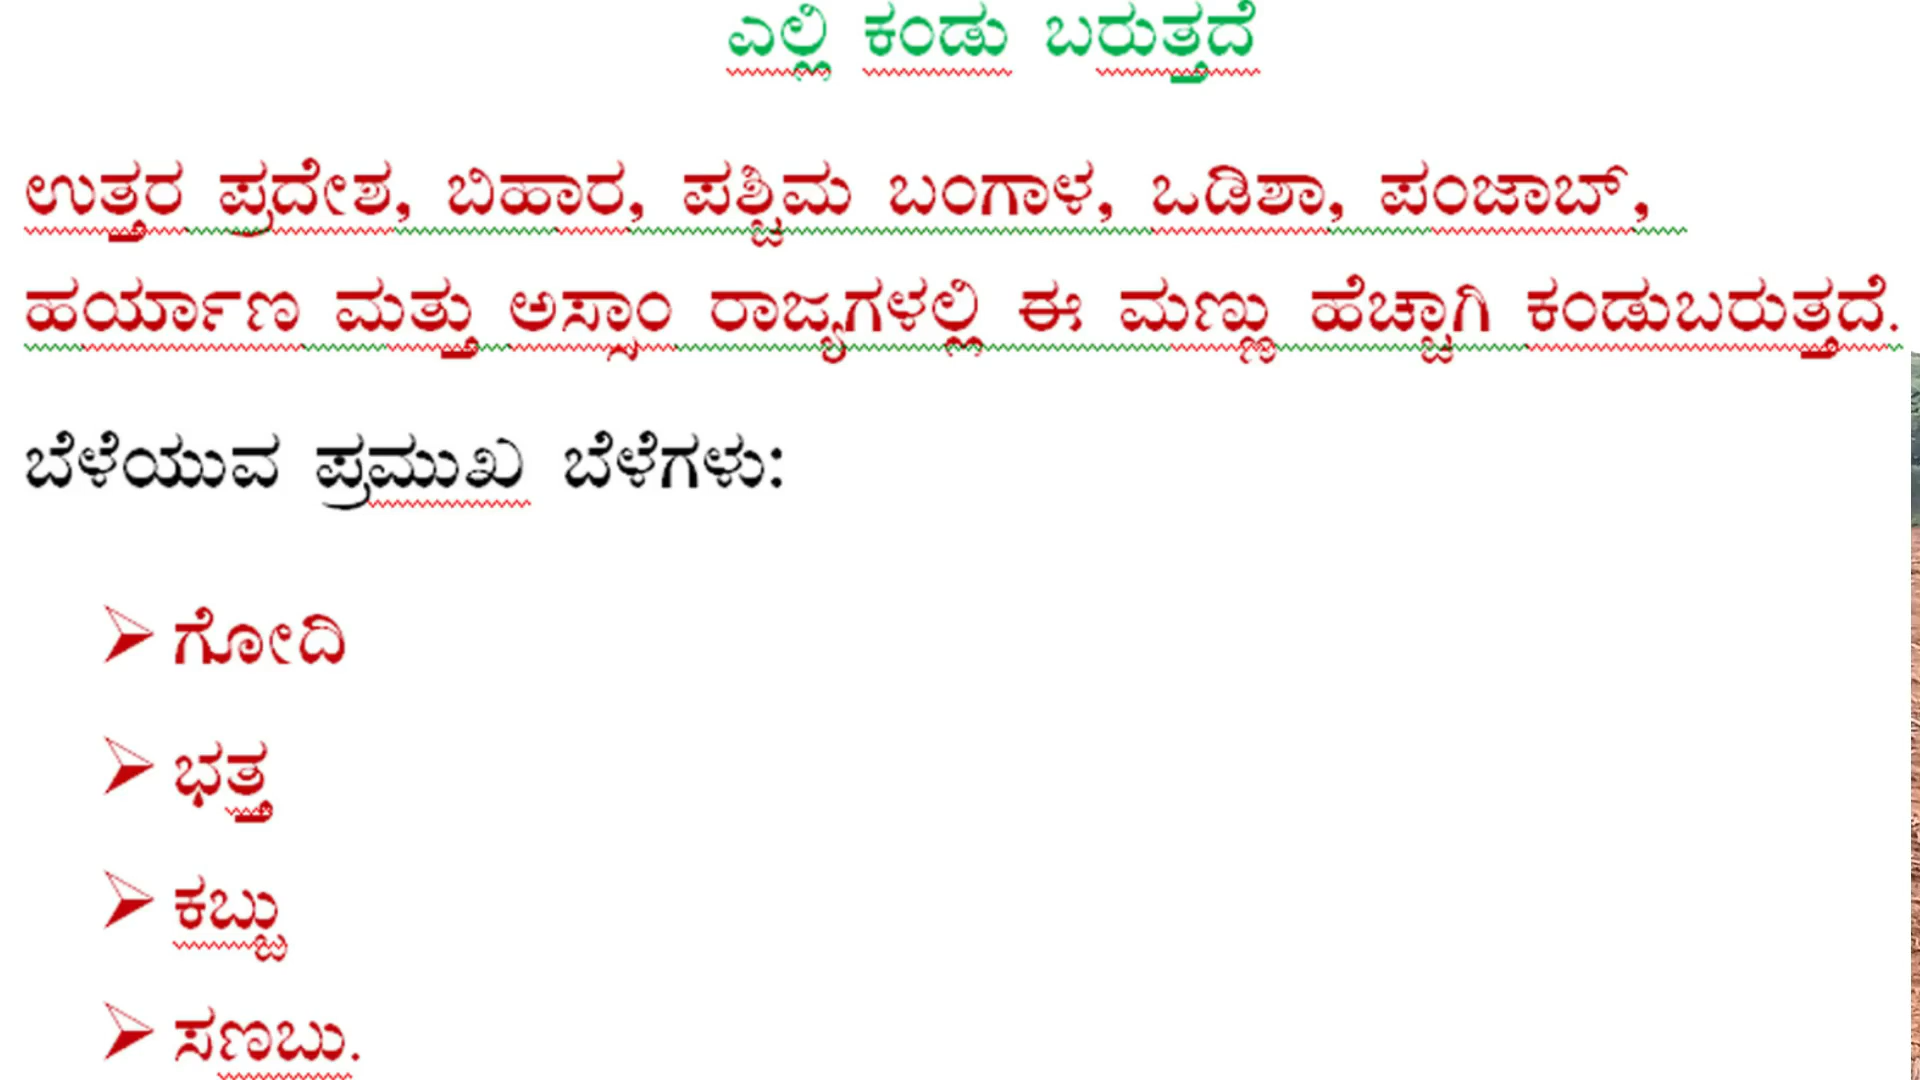 ಎಲ್ಲಿ ಕಂಡು ಬರುತ್ತದೆ
ಉತ್ತರ ಪ್ರದೇಶ, ಬಿಹಾರ, ಪಶ್ಚಿಮ ಬಂಗಾಳ, ಒಡಿಶಾ, ಪಂಜಾಬ್,
ಹರ್ಯಾಣ ಮತ್ತು ಅಸ್ಸಾಂ ರಾಜ್ಯಗಳಲ್ಲಿ ಈ ಮಣ್ಣು ಹೆಚ್ಚಾಗಿ ಕಂಡುಬರುತ್ತದೆ.
ಬೆಳೆಯುವ ಪ್ರಮುಖ ಬೆಳೆಗಳು:
ಗೋದಿ
ಭತ್ತ
ಕಬ್ಬು
ಸಣಬು.